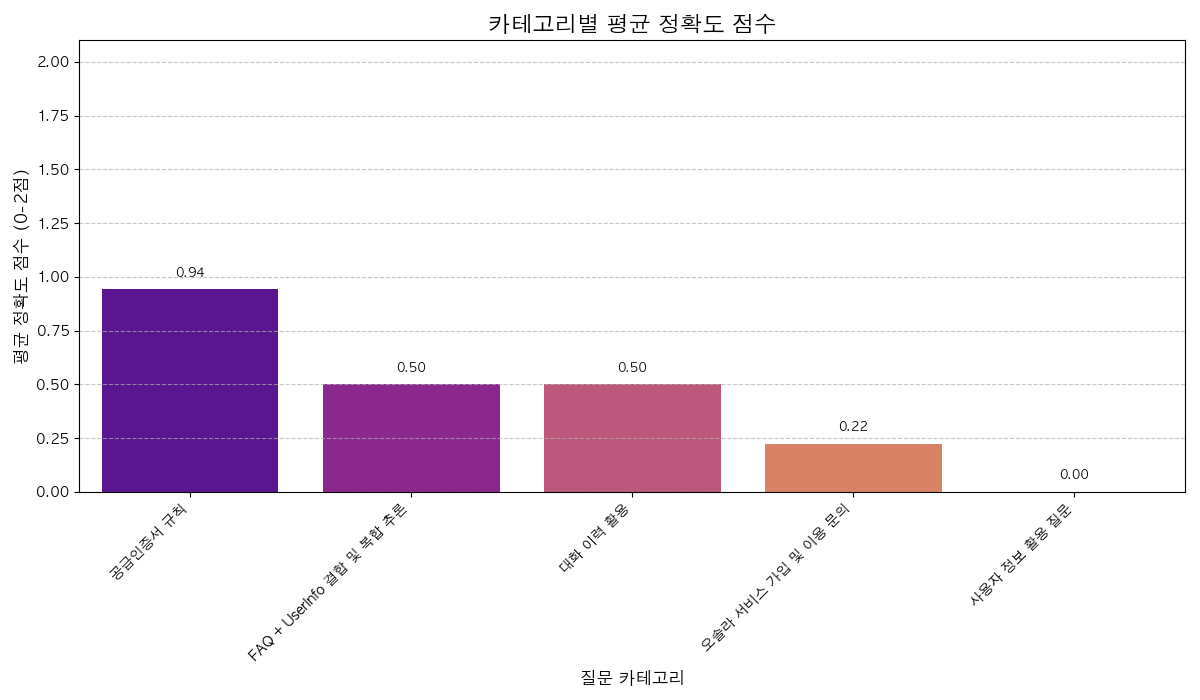 카테고리별 평균 정확도 점수
평균 정확도 점수 (0-2점)
2.00
1.75
1.50
1.25
1.00
0.75
0.50
0.25
0.00
0.94
0.50
0.50
0.22
0.00
공급인증서 규칙
FAQ + UserInfo 결합 및 복합 추론
대화 이력 활용
오솔라 서비스 가입 및 이용 문의
사용자 정보 활용 질문
질문 카테고리